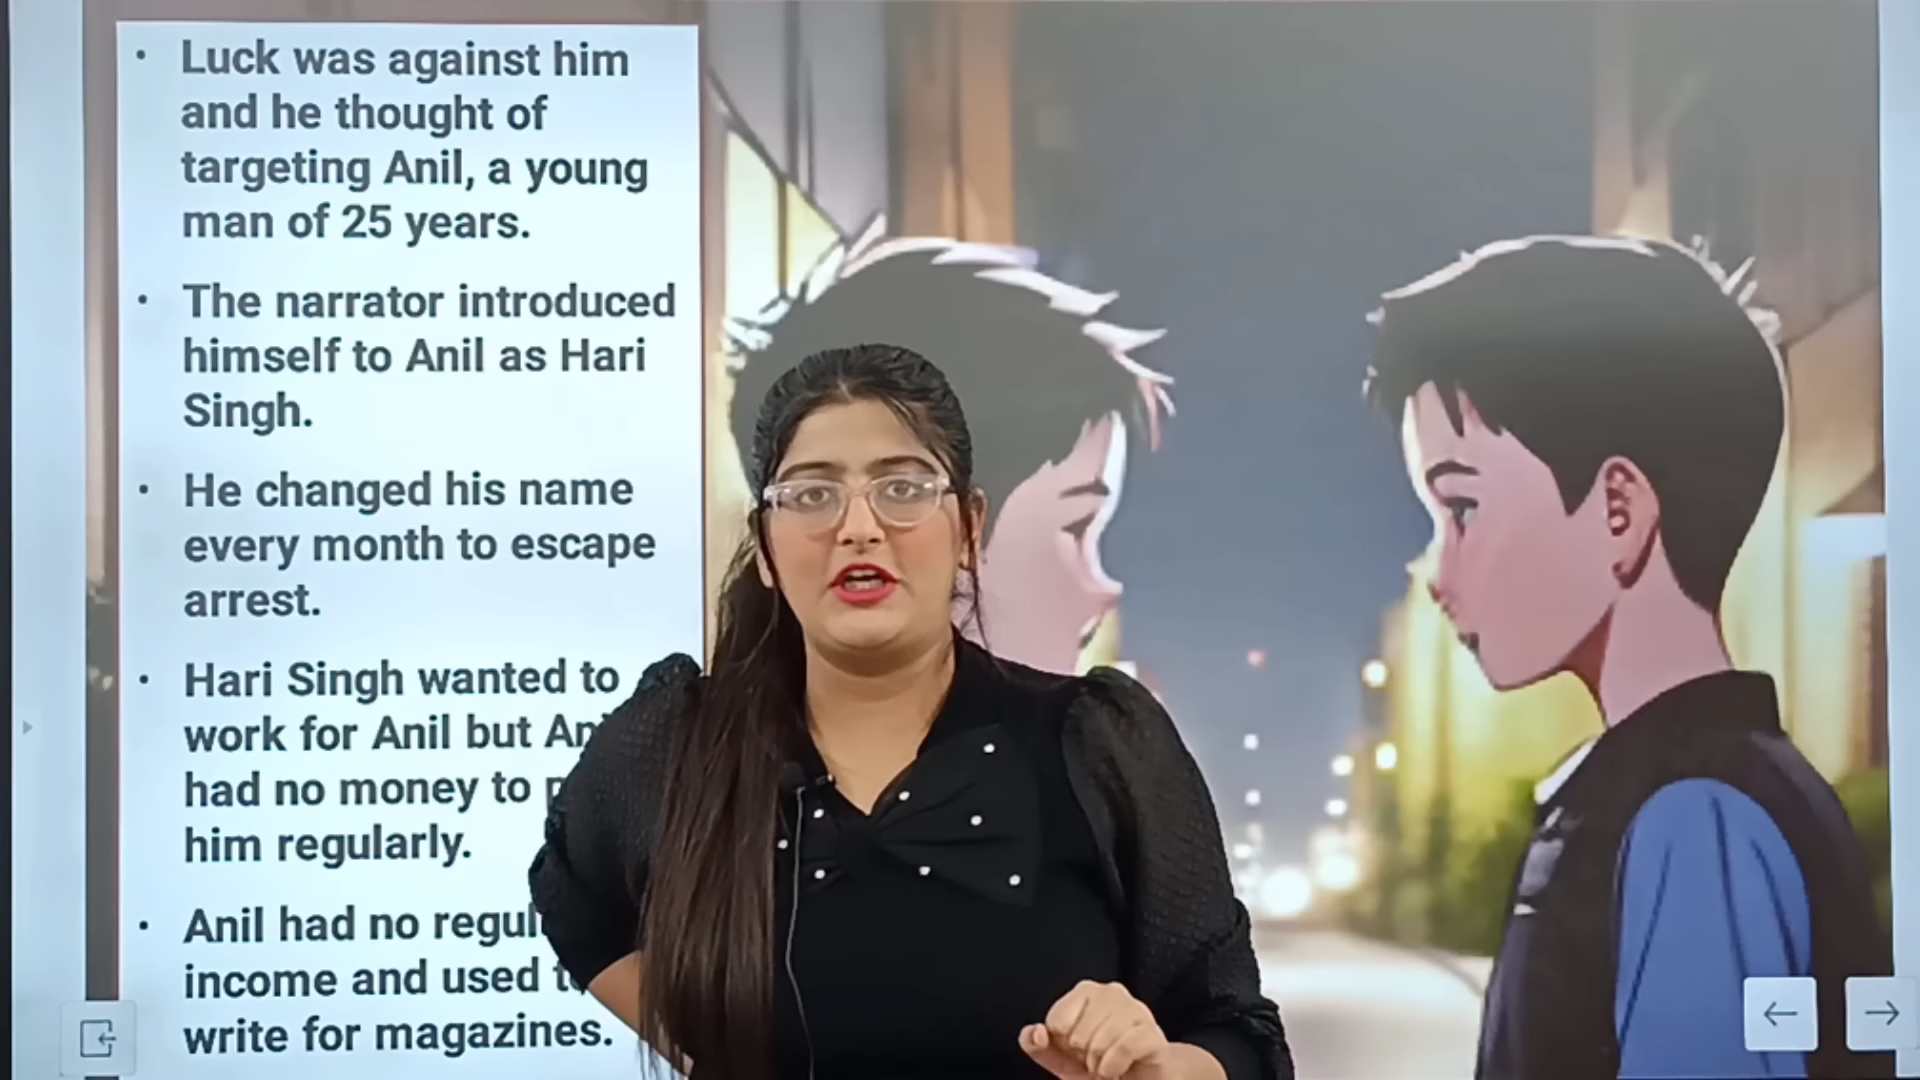 • Luck was against him
and he thought of
targeting Anil, a young
man of 25 years.
• The narrator introduced
himself to Anil as Hari
Singh.
• He changed his name
every month to escape
arrest.
• Hari Singh wanted to
work for Anil but
had no money to
him regularly.
• Anil had no
income and used
write for magazines.